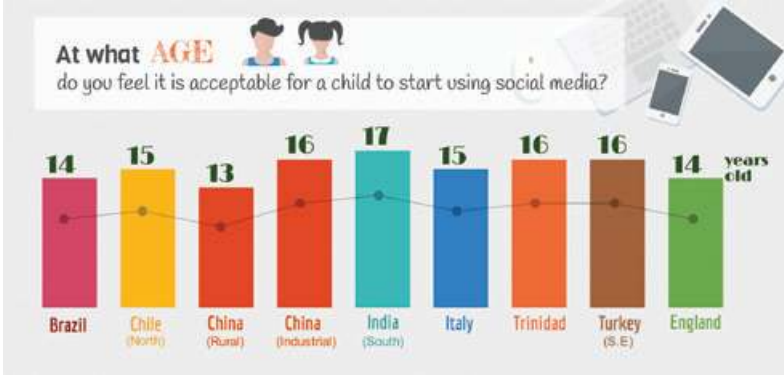 At what AGE
do you feel it is acceptable for a child to start using social media?
14
15
13
16
17
15
16
16
14
years
old
Brazil
Chile
(North)
China
(Rural)
China
(Industrial)
India
(South)
Italy
Trinidad
Turkey
(S.E)
England